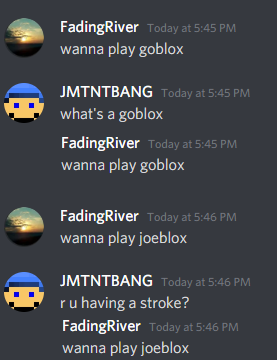 FadingRiver Today at 5:45 PM
wanna play goblox
JMTNTBANG Today at 5:45 PM
what's a goblox
FadingRiver Today at 5:45 PM
wanna play goblox
FadingRiver Today at 5:46 PM
wanna play joeblox
JMTNTBANG Today at 5:46 PM
r u having a stroke?
FadingRiver Today at 5:46 PM
wanna play joeblox